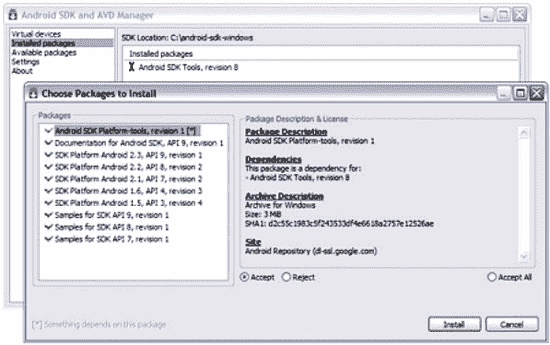 Android SDK and AVD Manager
Virtual devices
Installed packages
Available packages
Settings
About
SDK Location: C:\android-sdk-windows
Installed packages
Android SDK Tools, revision 8
Choose Packages to Install
Packages
Android SDK Platform-tools, revision 1 [*]
Documentation for Android SDK, API 9, revision 1
SDK Platform Android 2.3, API 9, revision 1
SDK Platform Android 2.2, API 8, revision 2
SDK Platform Android 2.1, API 7, revision 2
SDK Platform Android 1.6, API 4, revision 3
SDK Platform Android 1.5, API 3, revision 4
Samples for SDK API 9, revision 1
Samples for SDK API 8, revision 1
Samples for SDK API 7, revision 1
Package Description & License
Package Description
Android SDK Platform-tools, revision 1
Dependencies
This package is a dependency for:
- Android SDK Tools, revision 8
Archive Description
Archive for Windows
Size: 3 MB
SHA1: d2c55c1983c5f243533df4e6618a2757e12526ae
Site
Android Repository (dl-ssl.google.com)
Accept Reject Accept All
[*] Something depends on this package
Install Cancel